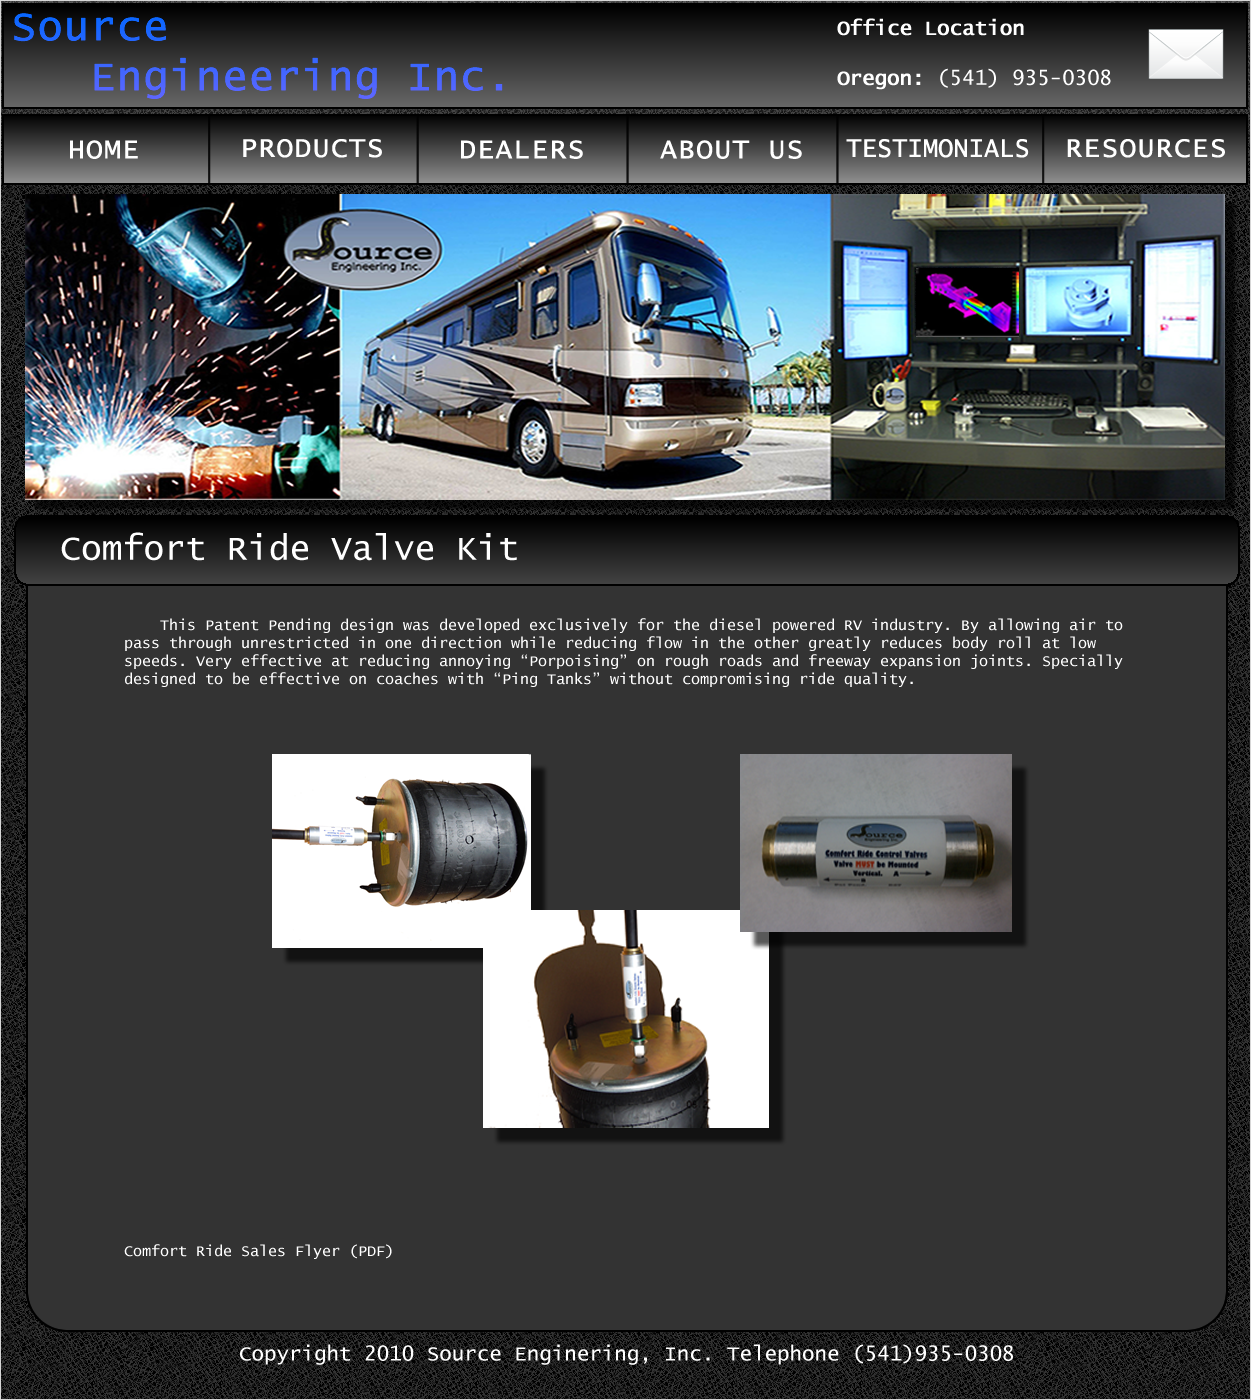 Source
Engineering Inc.
Office Location
Oregon: (541) 935-0308
HOME
PRODUCTS
DEALERS
ABOUT US
TESTIMONIALS
RESOURCES
Source
Engineering Inc.
Comfort Ride Valve Kit
This Patent Pending design was developed exclusively for the diesel powered RV industry. By allowing air to
pass through unrestricted in one direction while reducing flow in the other greatly reduces body roll at low
speeds. Very effective at reducing annoying “Porpoising” on rough roads and freeway expansion joints. Specially
designed to be effective on coaches with “Ping Tanks” without compromising ride quality.
Source
Engineering Inc.
Comfort Ride Control Valves
Valve MUST be Mounted
Vertical. A
Comfort Ride Sales Flyer (PDF)
Copyright 2010 Source Enginering, Inc. Telephone (541)935-0308